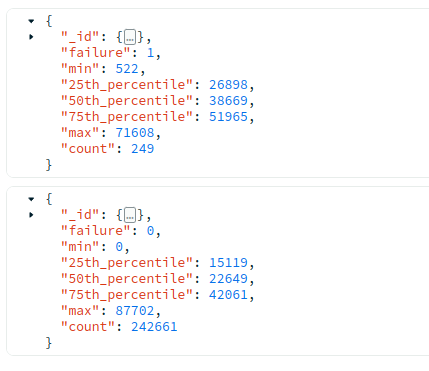 {
"_id": {…},
"failure": 1,
"min": 522,
"25th_percentile": 26898,
"50th_percentile": 38669,
"75th_percentile": 51965,
"max": 71608,
"count": 249
}
{
"_id": {…},
"failure": 0,
"min": 0,
"25th_percentile": 15119,
"50th_percentile": 22649,
"75th_percentile": 42061,
"max": 87702,
"count": 242661
}